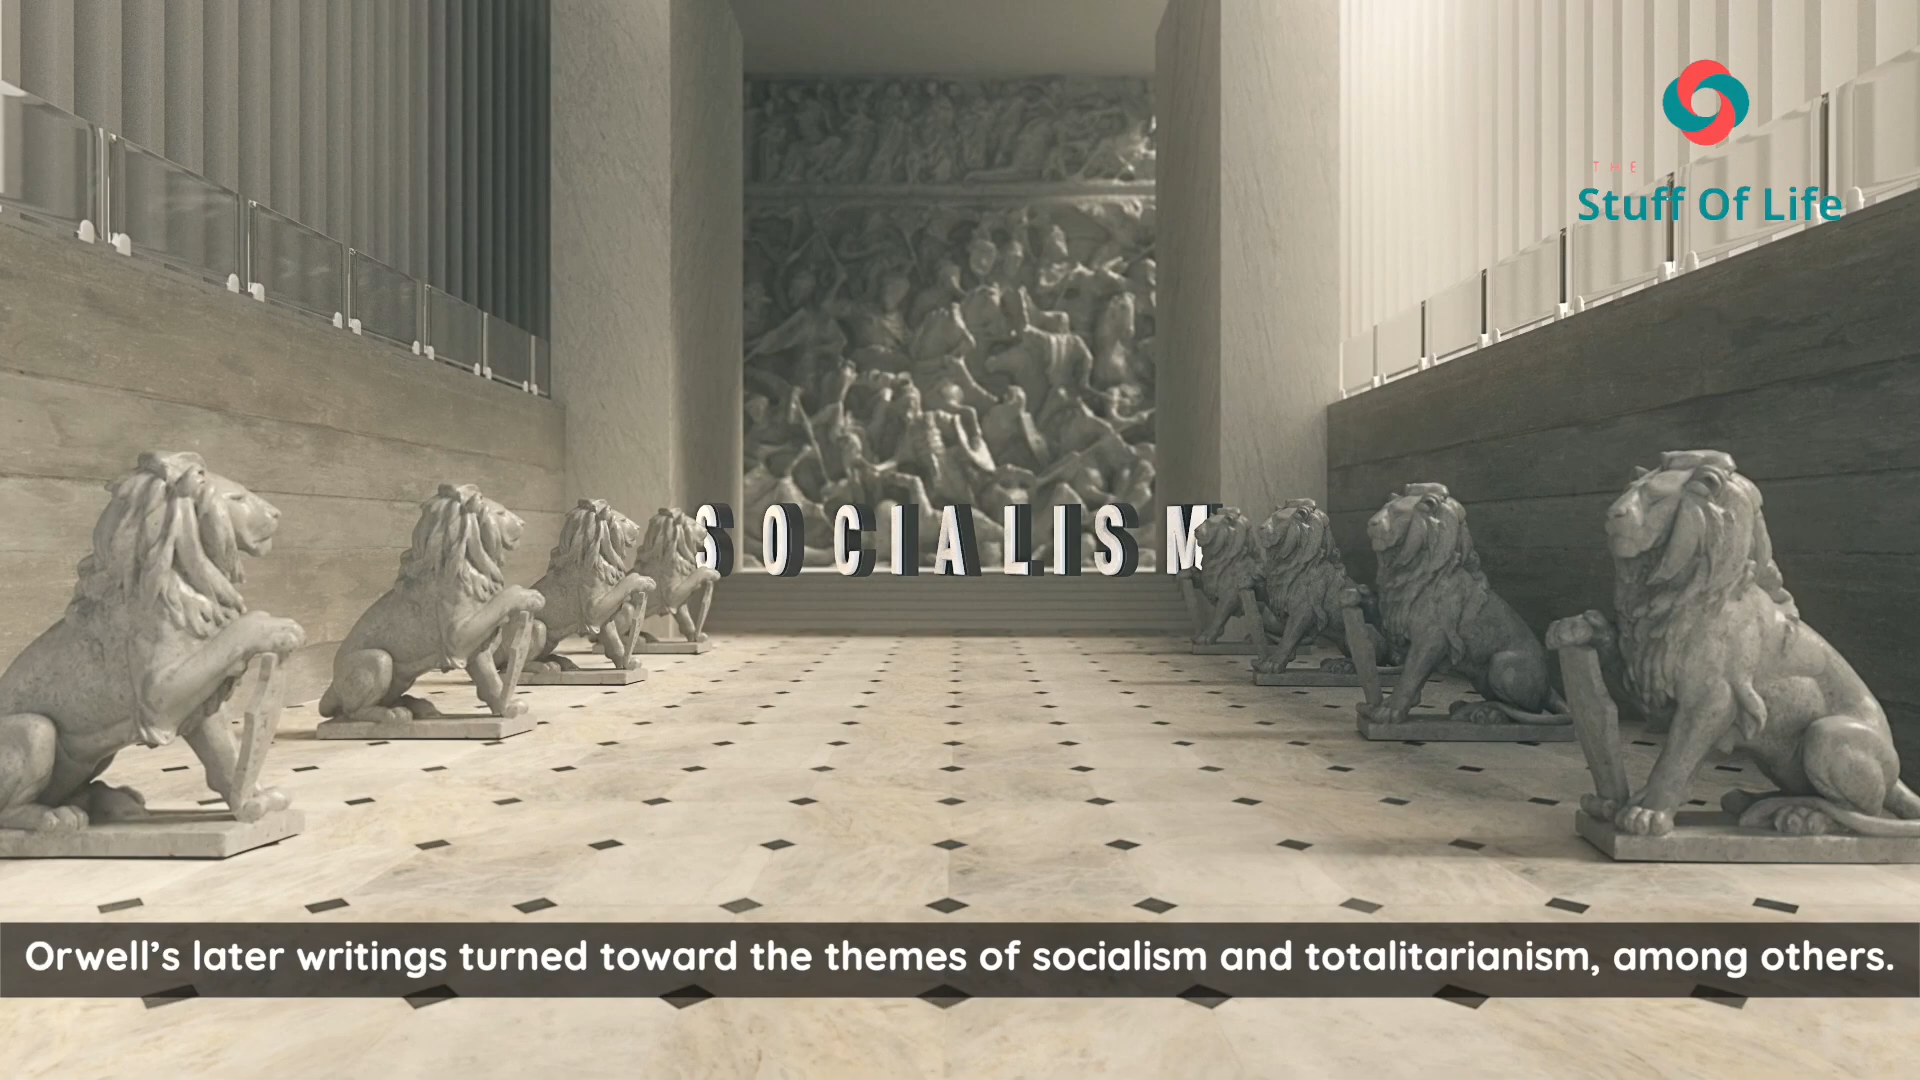 THE
Stuff Of Life
SOCIALISM
Orwell’s later writings turned toward the themes of socialism and totalitarianism, among others.